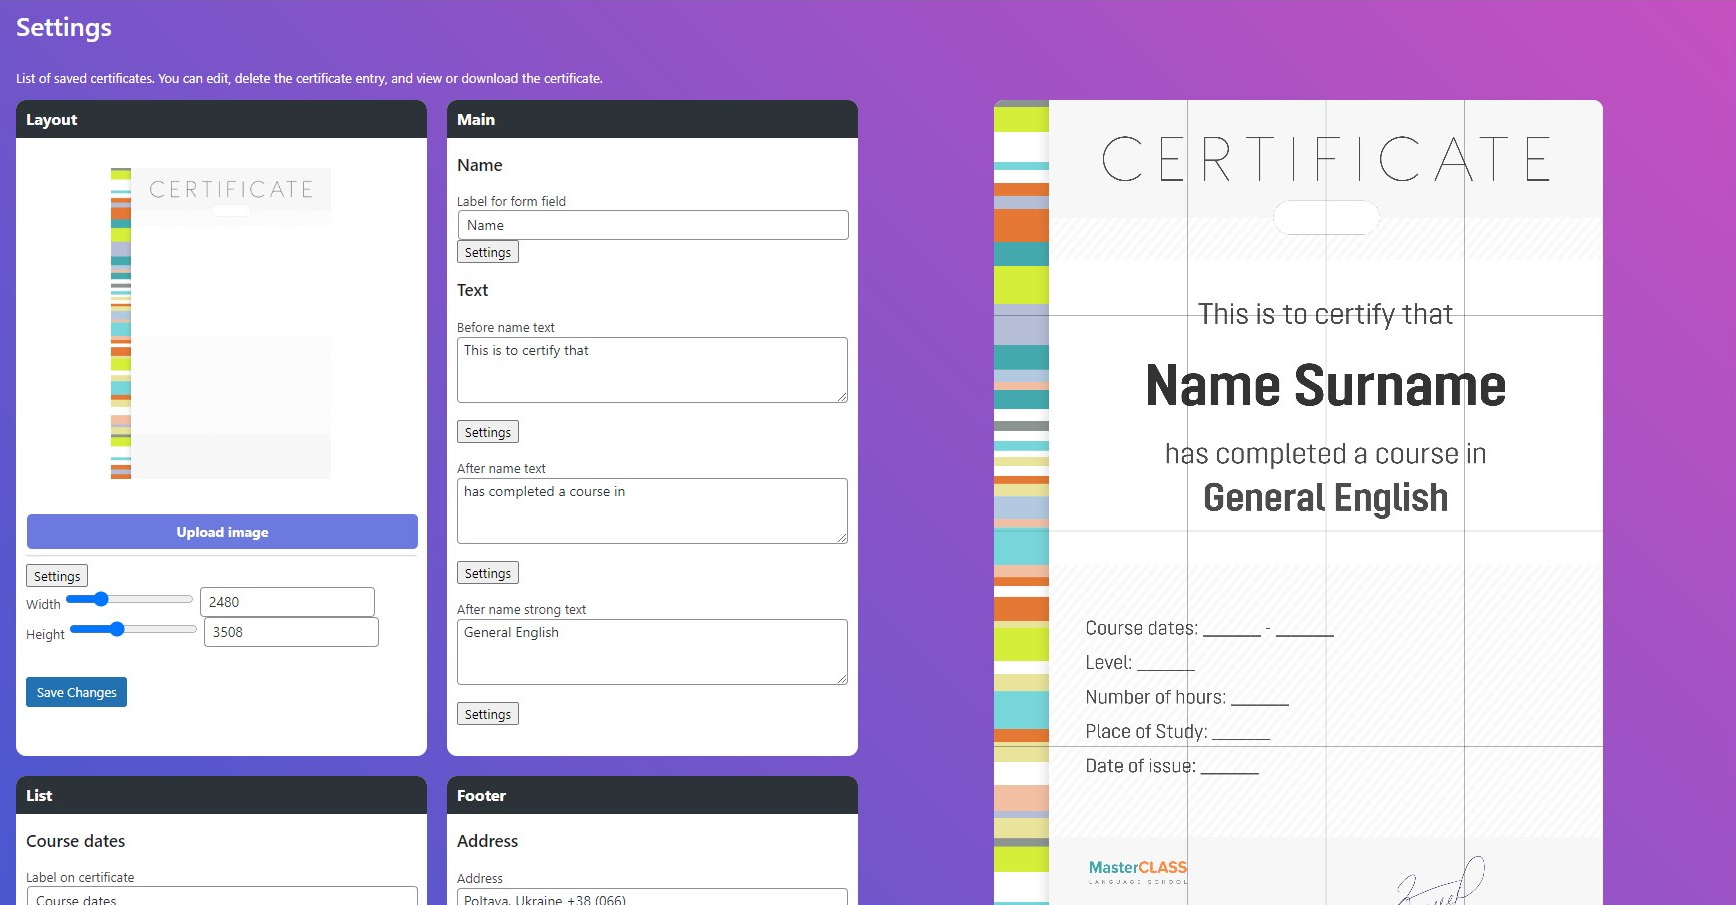 Settings
List of saved certificates. You can edit, delete the certificate entry, and view or download the certificate.
Layout
CERTIFICATE
Upload image
Settings
Width 2480
Height 3508
Save Changes
Main
Name
Label for form field
Name
Settings
Text
Before name text
This is to certify that
Settings
After name text
has completed a course in
Settings
After name strong text
General English
Settings
List
Course dates
Label on certificate
Course dates
Footer
Address
Address
Poltava, Ukraine +38 (066)
CERTIFICATE
This is to certify that
Name Surname
has completed a course in
General English
Course dates: ______ - ______
Level: ______
Number of hours: ______
Place of Study: ______
Date of issue: ______
MasterCLASS
LANGUAGE SCHOOL